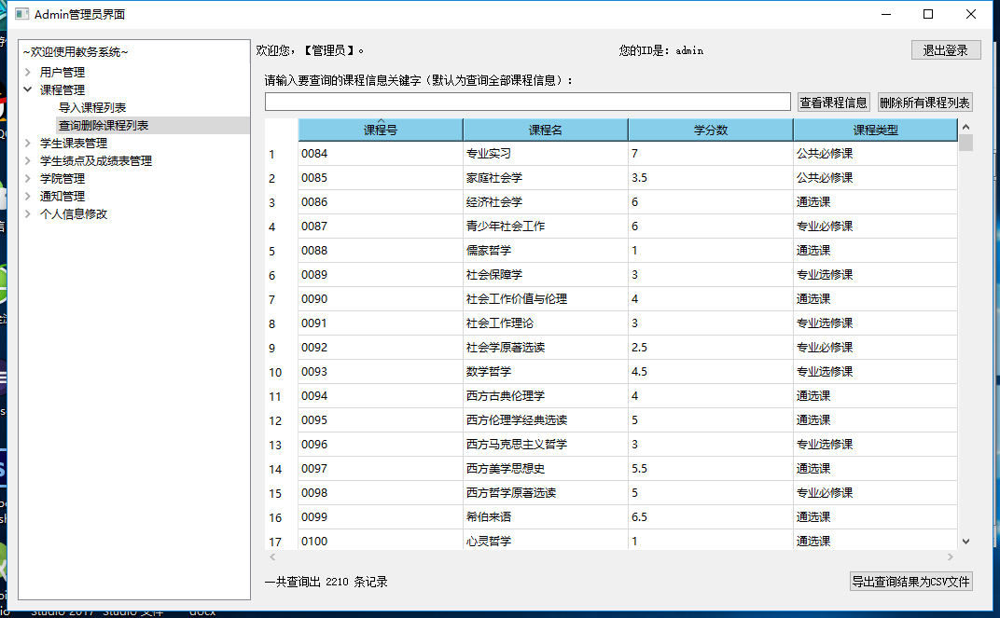 Admin管理员界面
~欢迎使用教务系统~
用户管理
课程管理
导入课程列表
查询删除课程列表
学生课表管理
学生绩点及成绩表管理
学院管理
通知管理
个人信息修改
欢迎您，【管理员】。 您的ID是：admin 退出登录
请输入要查询的课程信息关键字（默认为查询全部课程信息）：
查看课程信息 删除所有课程列表
课程号 课程名 学分数 课程类型
1 0084 专业实习 7 公共必修课
2 0085 家庭社会学 3.5 公共必修课
3 0086 经济社会学 6 通选课
4 0087 青少年社会工作 6 专业必修课
5 0088 儒家哲学 1 通选课
6 0089 社会保障学 3 专业选修课
7 0090 社会工作价值与伦理 4 通选课
8 0091 社会工作理论 3 专业选修课
9 0092 社会学原著选读 2.5 专业必修课
10 0093 数学哲学 4.5 专业选修课
11 0094 西方古典伦理学 4 通选课
12 0095 西方伦理学经典选读 5 通选课
13 0096 西方马克思主义哲学 3 专业选修课
14 0097 西方美学思想史 5.5 通选课
15 0098 西方哲学原著选读 5 专业必修课
16 0099 希伯来语 6.5 通选课
17 0100 心灵哲学 1 通选课
一共查询出 2210 条记录 导出查询结果为CSV文件